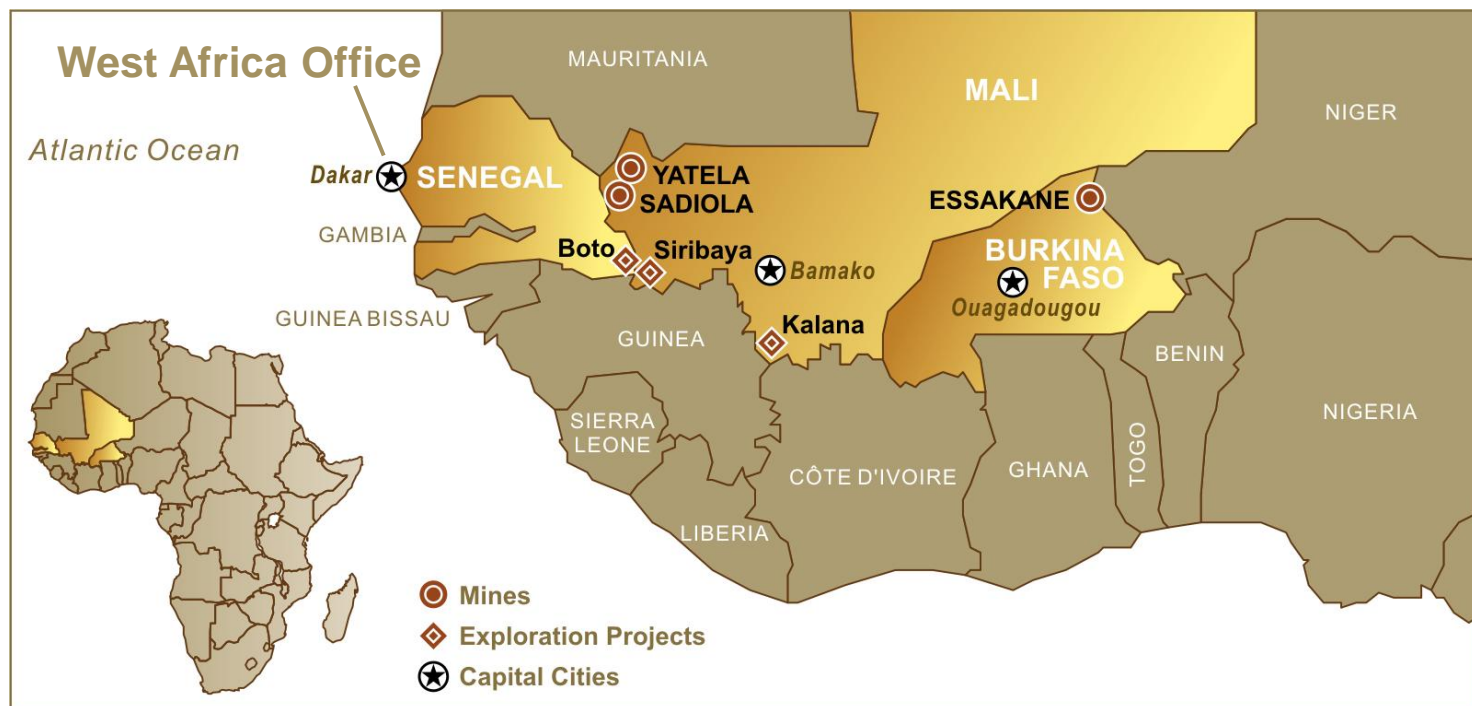 West Africa Office
MAURITANIA
MALI
NIGER
Atlantic Ocean
Dakar
SENEGAL
YATELA
SADIOLA
ESSAKANE
GAMBIA
Boto
Siribaya
Bamako
BURKINA
FASO
Ouagadougou
GUINEA BISSAU
GUINEA
Kalana
BENIN
SIERRA
LEONE
NIGERIA
CÔTE D'IVOIRE
GHANA
TOGO
LIBERIA
Mines
Exploration Projects
Capital Cities